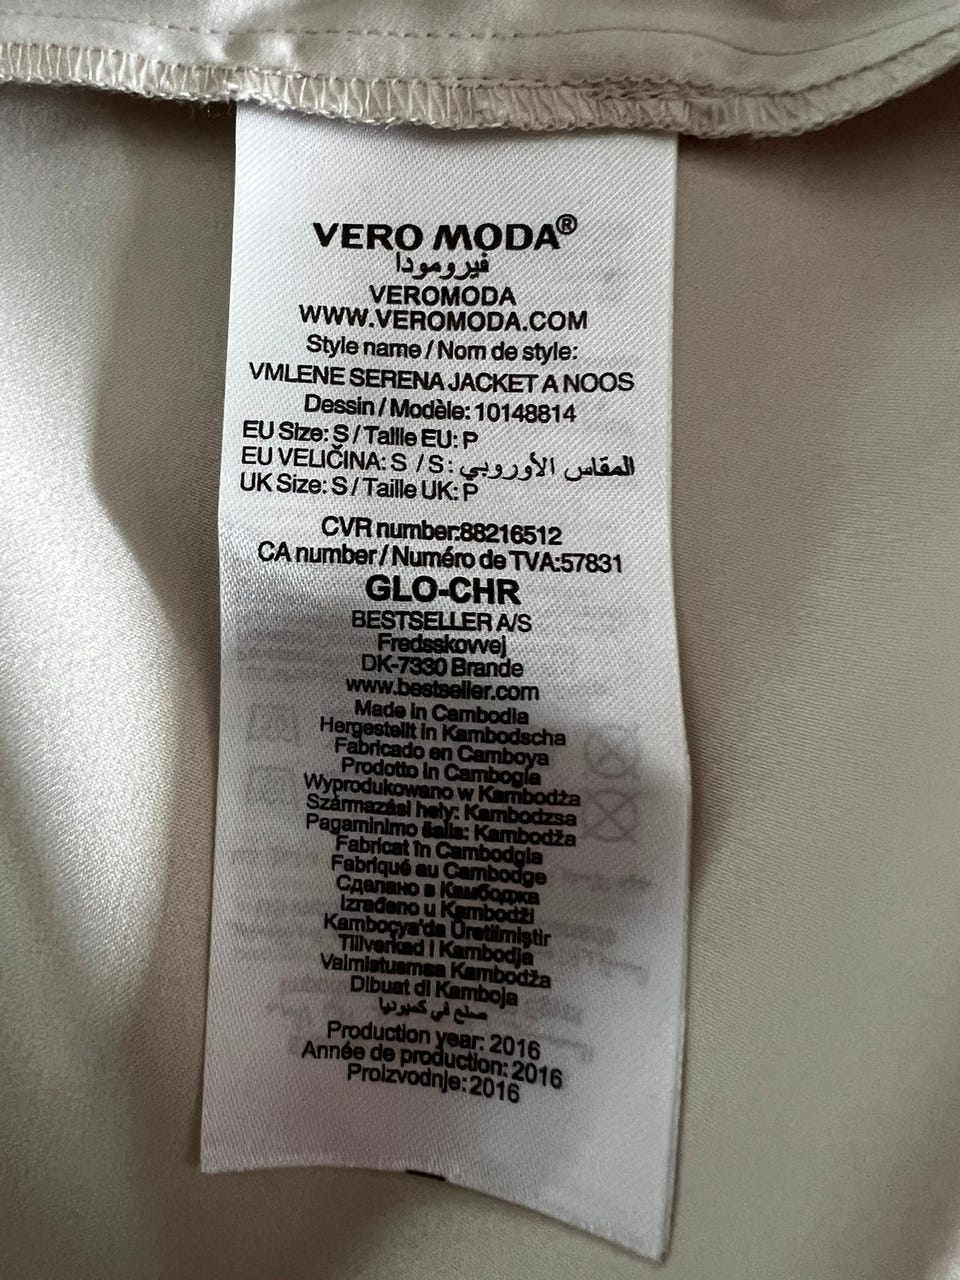 VERO MODA®
فيرومودا
VEROMODA
WWW.VEROMODA.COM
Style name / Nom de style:
VMLENE SERENA JACKET A NOOS
Dessin / Modèle: 10148814
EU Size: S / Taille EU: P
EU VELIČINA: S / S : المقاس الأوروبي
UK Size: S / Taille UK: P
CVR number:88216512
CA number / Numéro de TVA:57831
GLO-CHR
BESTSELLER A/S
Fredsskovvej
DK-7330 Brande
www.bestseller.com
Made in Cambodia
Hergestellt in Kambodscha
Fabricado en Camboya
Prodotto in Cambogia
Wyprodukowano w Kambodża
Származási hely: Kambodzsa
Pagaminimo šalis: Kambodža
Fabricat în Cambodgia
Fabriqué au Cambodge
Сделано в Камбоджа
Izrađeno u Kambodži
Kamboçya'da Üretilmiştir
Tillverkad i Kambodja
Valmistusmaa Kambodža
Dibuat di Kamboja
صنع في كمبوديا
Production year: 2016
Année de production: 2016
Proizvodnje: 2016